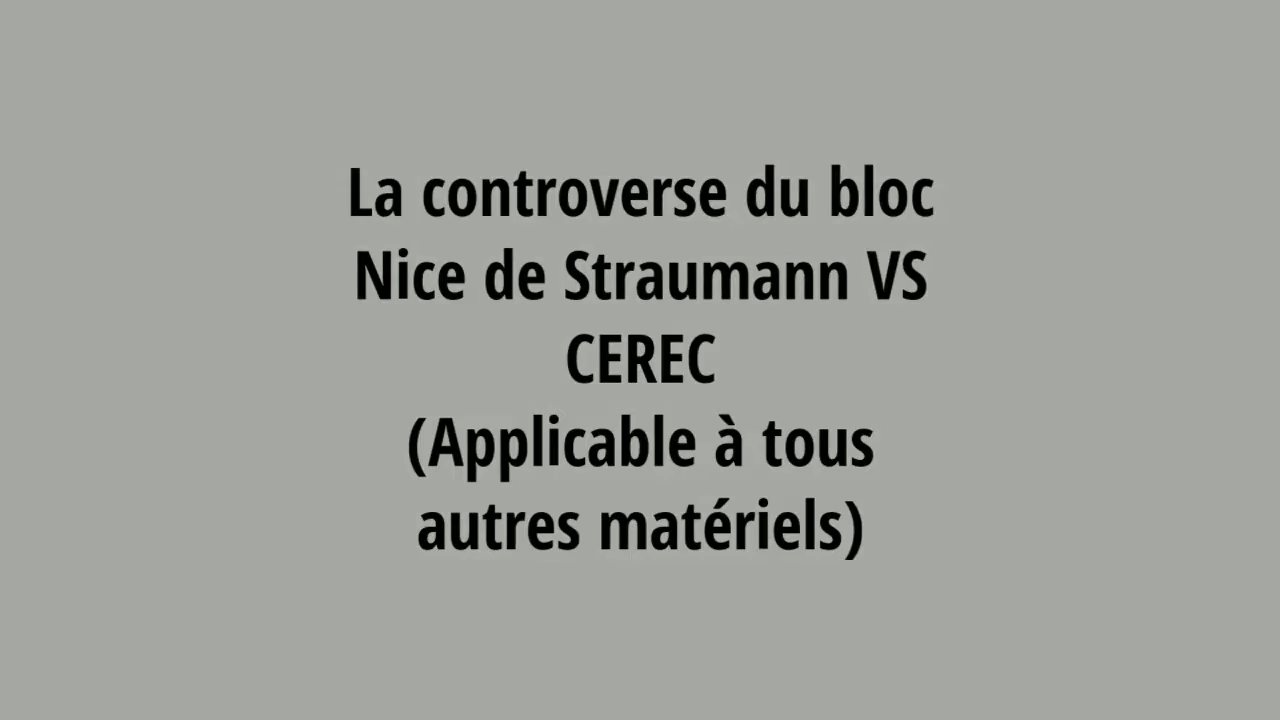 La controverse du bloc
Nice de Straumann VS
CEREC
(Applicable à tous
autres matériels)